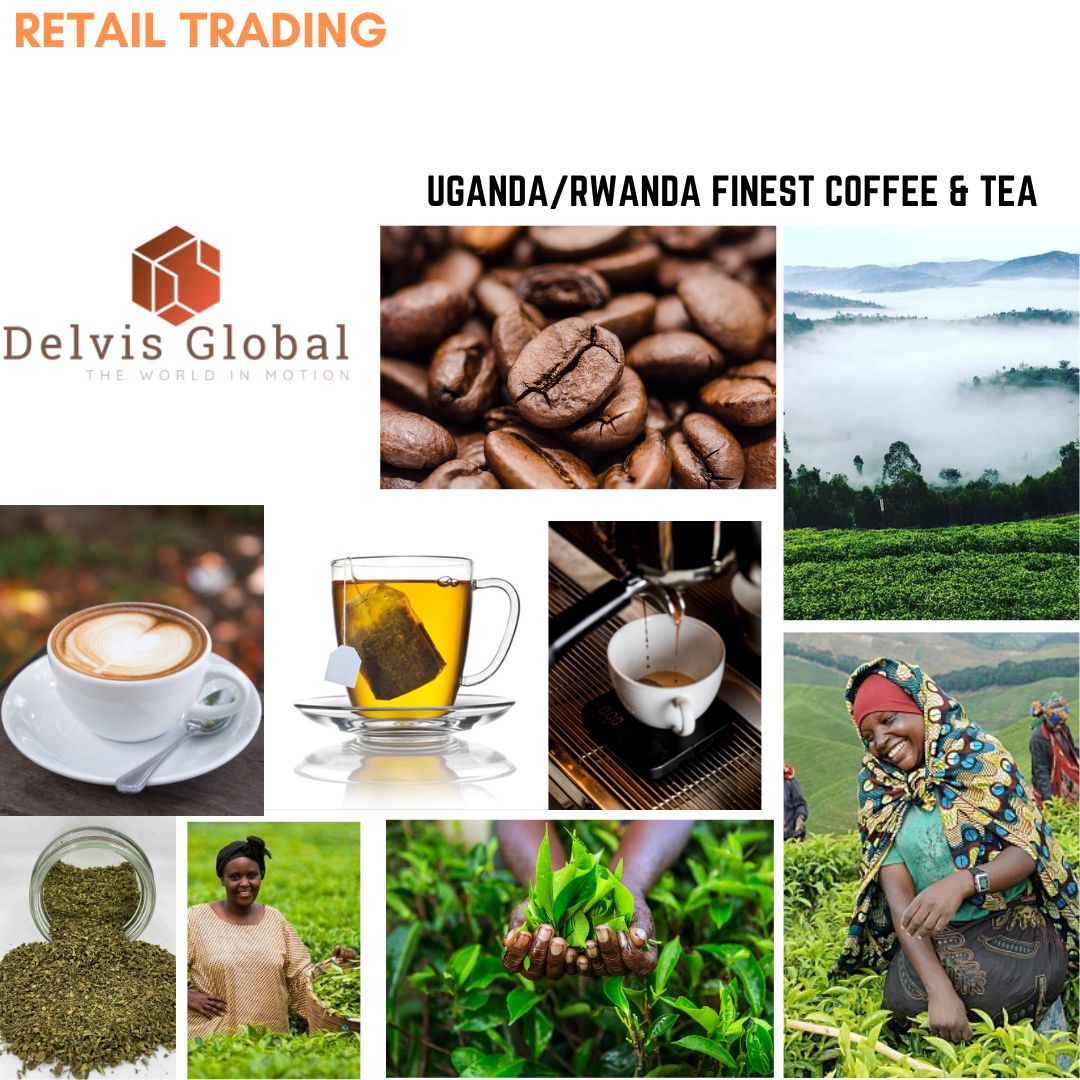 RETAIL TRADING
UGANDA/RWANDA FINEST COFFEE & TEA
Delvis Global
THE WORLD IN MOTION